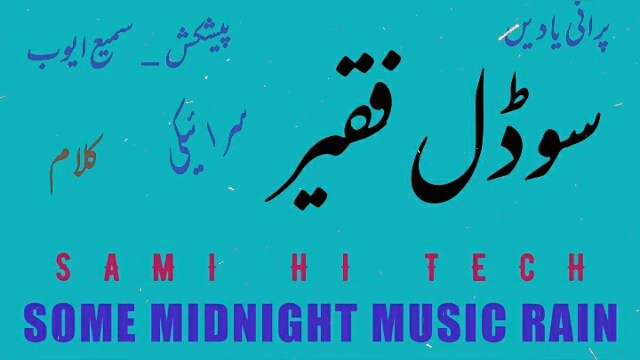 پرانی یادیں
پیشکش _ سمیع ایوب
سوڈل فقیر
سرائیکی
کلام
SAMI HI TECH
SOME MIDNIGHT MUSIC RAIN